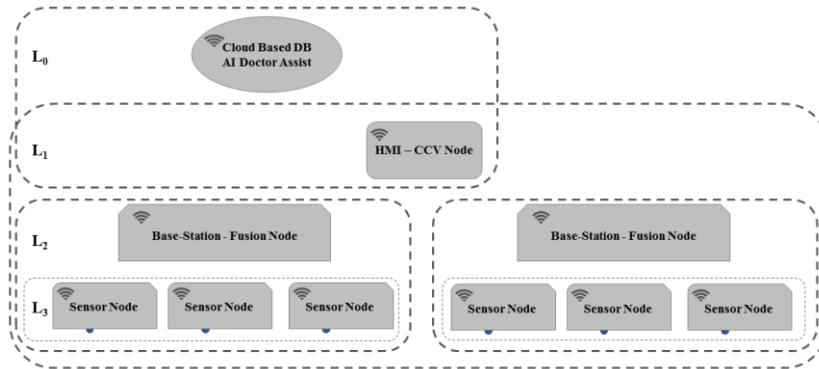 L0
Cloud Based DB
AI Doctor Assist
L1
HMI – CCV Node
L2
Base-Station - Fusion Node
Base-Station - Fusion Node
L3
Sensor Node
Sensor Node
Sensor Node
Sensor Node
Sensor Node
Sensor Node